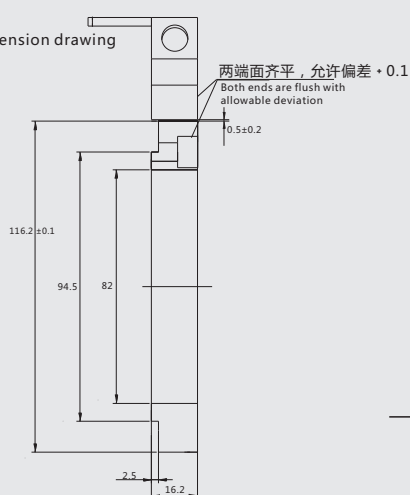 ension drawing
两端面齐平，允许偏差 + 0.1
Both ends are flush with
allowable deviation
0.5±0.2
116.2±0.1
94.5
82
2.5
16.2